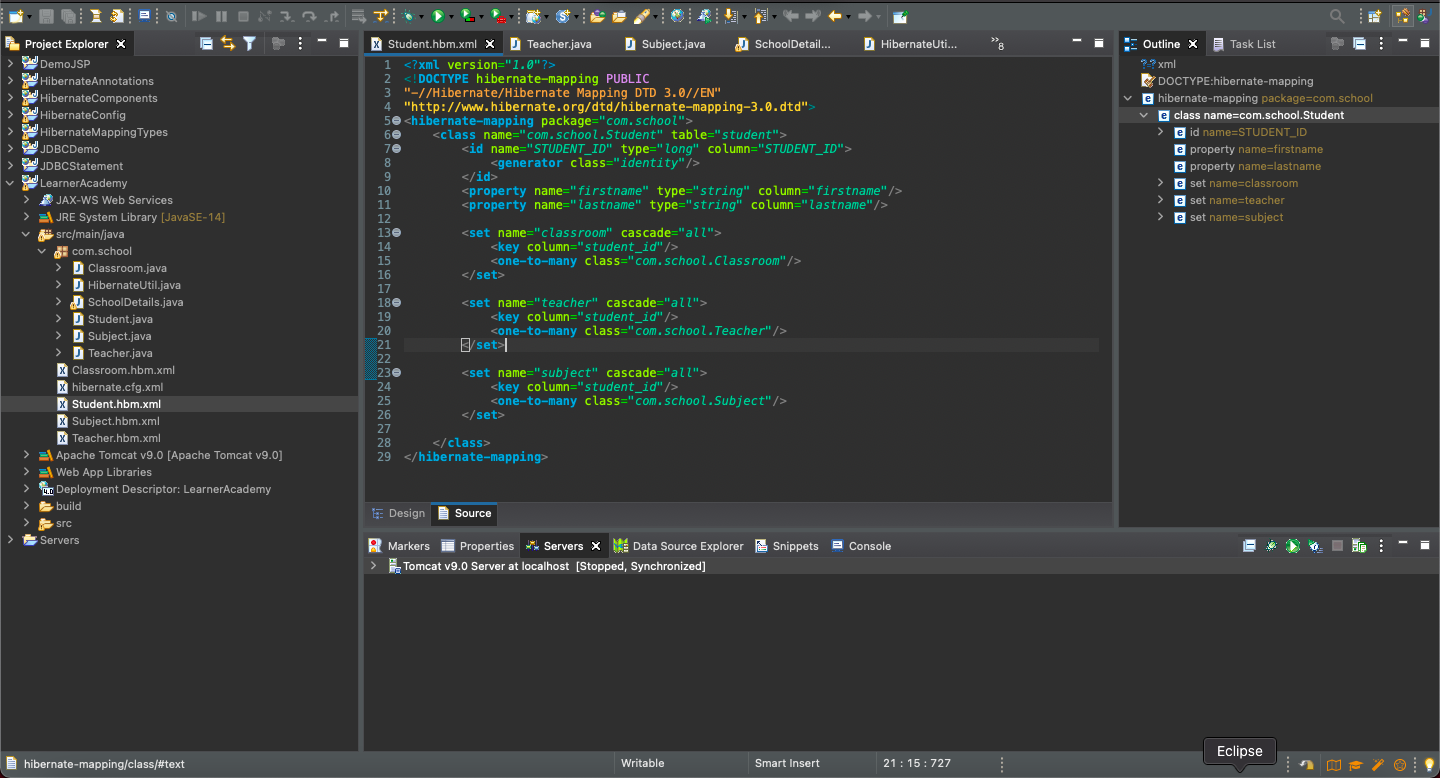 Project Explorer
DemoJSP
HibernateAnnotations
HibernateComponents
HibernateConfig
HibernateMappingTypes
JDBCDemo
JDBCStatement
LearnerAcademy
JAX-WS Web Services
JRE System Library [JavaSE-14]
src/main/java
com.school
Classroom.java
HibernateUtil.java
SchoolDetails.java
Student.java
Subject.java
Teacher.java
Classroom.hbm.xml
hibernate.cfg.xml
Student.hbm.xml
Subject.hbm.xml
Teacher.hbm.xml
Apache Tomcat v9.0 [Apache Tomcat v9.0]
Web App Libraries
Deployment Descriptor: LearnerAcademy
build
src
Servers
Student.hbm.xml Teacher.java Subject.java SchoolDetail... HibernateUti... »8
1 <?xml version="1.0"?>
2 <!DOCTYPE hibernate-mapping PUBLIC
3 "-//Hibernate/Hibernate Mapping DTD 3.0//EN"
4 "http://www.hibernate.org/dtd/hibernate-mapping-3.0.dtd">
5 <hibernate-mapping package="com.school">
6 <class name="com.school.Student" table="student">
7 <id name="STUDENT_ID" type="long" column="STUDENT_ID">
8 <generator class="identity"/>
9 </id>
10 <property name="firstname" type="string" column="firstname"/>
11 <property name="lastname" type="string" column="lastname"/>
12
13 <set name="classroom" cascade="all">
14 <key column="student_id"/>
15 <one-to-many class="com.school.Classroom"/>
16 </set>
17
18 <set name="teacher" cascade="all">
19 <key column="student_id"/>
20 <one-to-many class="com.school.Teacher"/>
21 </set>
22
23 <set name="subject" cascade="all">
24 <key column="student_id"/>
25 <one-to-many class="com.school.Subject"/>
26 </set>
27
28 </class>
29 </hibernate-mapping>
Design Source
Outline Task List
xml
DOCTYPE:hibernate-mapping
hibernate-mapping package=com.school
class name=com.school.Student
id name=STUDENT_ID
property name=firstname
property name=lastname
set name=classroom
set name=teacher
set name=subject
Markers Properties Servers Data Source Explorer Snippets Console
Tomcat v9.0 Server at localhost [Stopped, Synchronized]
Eclipse
hibernate-mapping/class/#text Writable Smart Insert 21 : 15 : 727